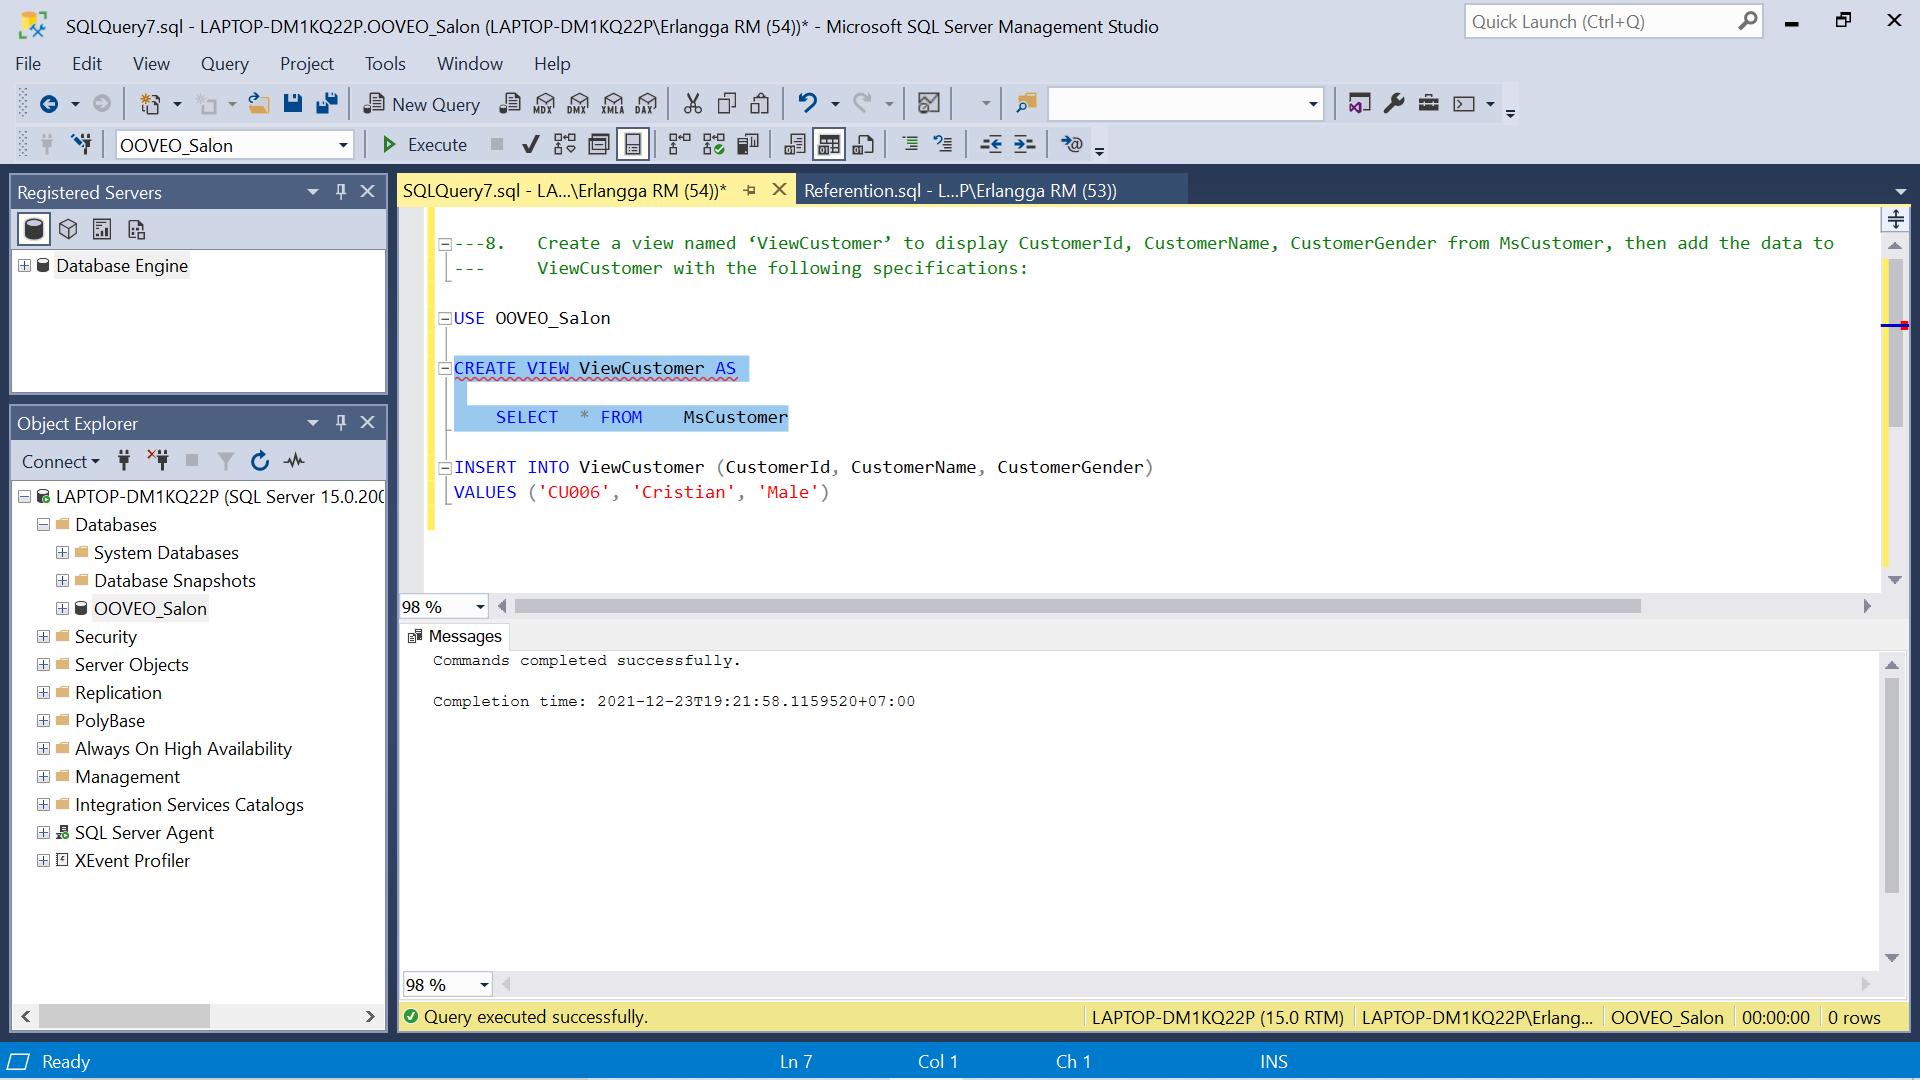 SQLQuery7.sql - LAPTOP-DM1KQ22P.OOVEO_Salon (LAPTOP-DM1KQ22P\Erlangga RM (54))* - Microsoft SQL Server Management Studio
Quick Launch (Ctrl+Q)
File Edit View Query Project Tools Window Help
New Query MDX DMX XMLA DAX
OOVEO_Salon Execute
Registered Servers
Database Engine
Object Explorer
Connect
LAPTOP-DM1KQ22P (SQL Server 15.0.200
Databases
System Databases
Database Snapshots
OOVEO_Salon
Security
Server Objects
Replication
PolyBase
Always On High Availability
Management
Integration Services Catalogs
SQL Server Agent
XEvent Profiler
SQLQuery7.sql - LA...\Erlangga RM (54))* Referention.sql - L...P\Erlangga RM (53))
---8.   Create a view named ‘ViewCustomer’ to display CustomerId, CustomerName, CustomerGender from MsCustomer, then add the data to
---     ViewCustomer with the following specifications:
USE OOVEO_Salon
CREATE VIEW ViewCustomer AS
SELECT  * FROM    MsCustomer
INSERT INTO ViewCustomer (CustomerId, CustomerName, CustomerGender)
VALUES ('CU006', 'Cristian', 'Male')
98 %
Messages
Commands completed successfully.
Completion time: 2021-12-23T19:21:58.1159520+07:00
98 %
Query executed successfully. LAPTOP-DM1KQ22P (15.0 RTM) LAPTOP-DM1KQ22P\Erlang... OOVEO_Salon 00:00:00 0 rows
Ready Ln 7 Col 1 Ch 1 INS